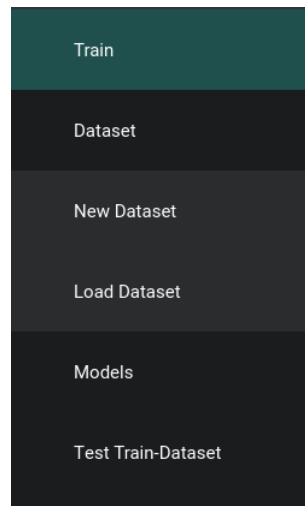 Train
Dataset
New Dataset
Load Dataset
Models
Test Train-Dataset